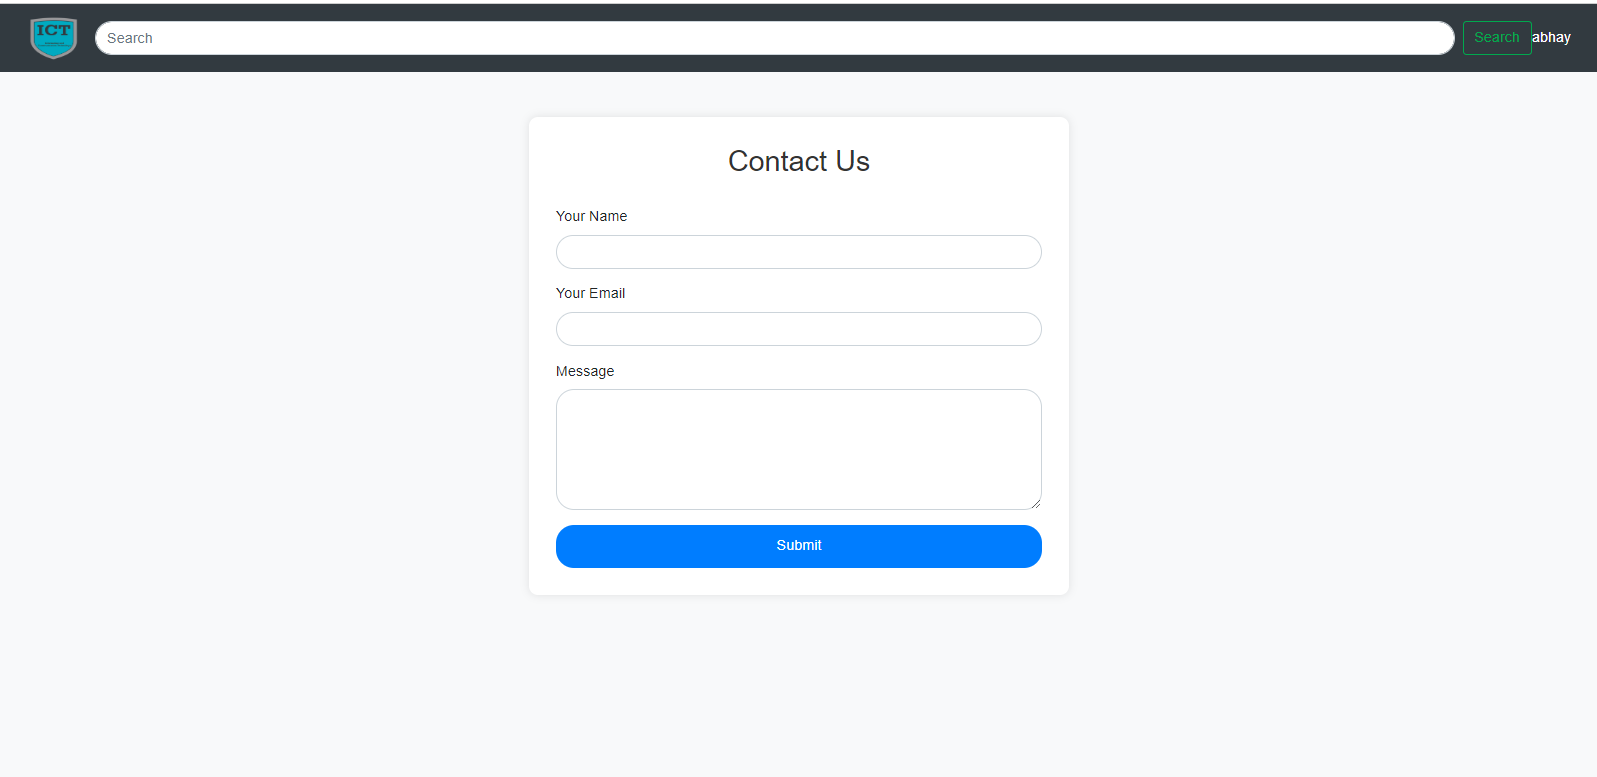 ICT
Search
Search
abhay
Contact Us
Your Name
Your Email
Message
Submit